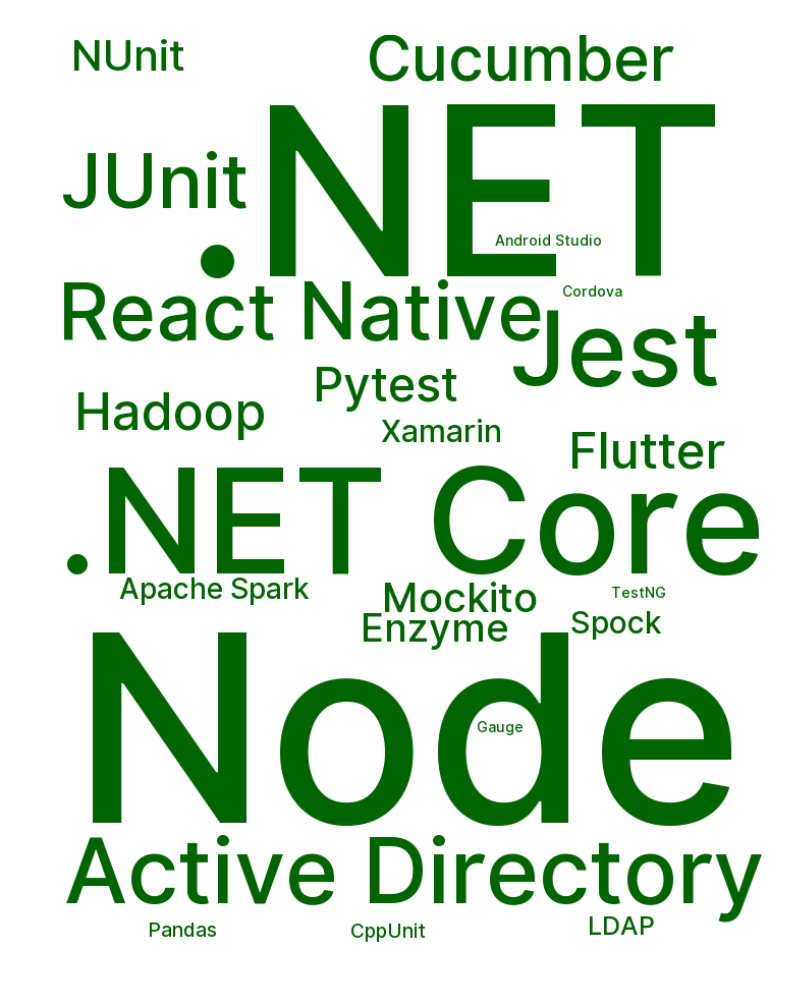 NUnit
Cucumber
.NET
JUnit
Android Studio
React Native
Cordova
Jest
Pytest
Hadoop
Xamarin
Flutter
.NET Core
Apache Spark
Mockito
TestNG
Enzyme
Spock
Node
Gauge
Active Directory
Pandas
CppUnit
LDAP